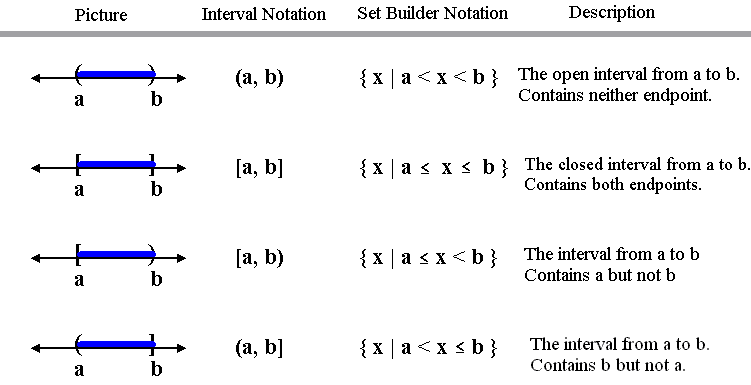 Picture Interval Notation Set Builder Notation Description
( ) (a, b) { x | a < x < b } The open interval from a to b.
a b Contains neither endpoint.
[ ] [a, b] { x | a ≤ x ≤ b } The closed interval from a to b.
a b Contains both endpoints.
[ ) [a, b) { x | a ≤ x < b } The interval from a to b
a b Contains a but not b
( ] (a, b] { x | a < x ≤ b } The interval from a to b.
a b Contains b but not a.